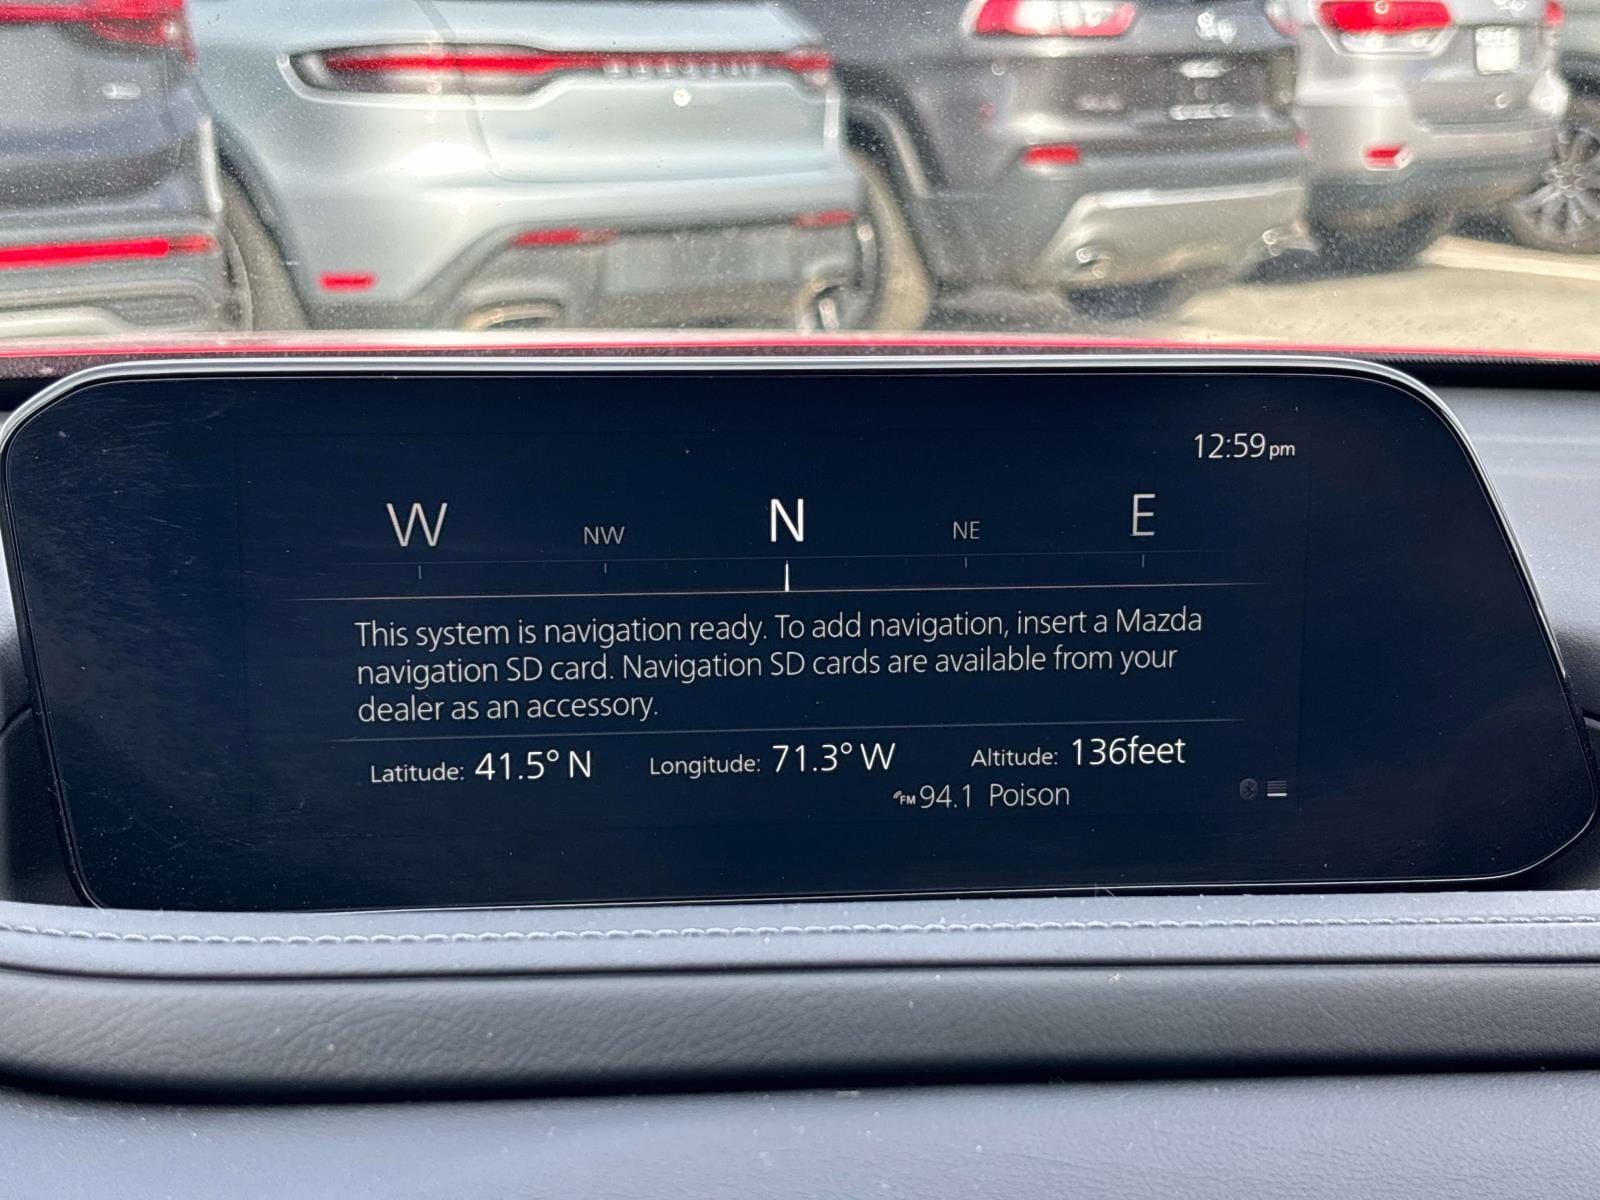 12:59pm
W NW N NE E
This system is navigation ready. To add navigation, insert a Mazda
navigation SD card. Navigation SD cards are available from your
dealer as an accessory.
Latitude: 41.5° N Longitude: 71.3° W Altitude: 136feet
FM 94.1 Poison